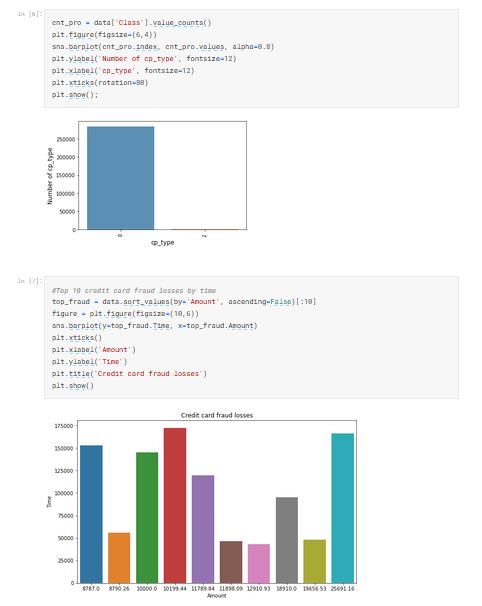 In [6]:
cnt_pro = data['Class'].value_counts()
plt.figure(figsize=(6,4))
sns.barplot(cnt_pro.index, cnt_pro.values, alpha=0.8)
plt.ylabel('Number of cp_type', fontsize=12)
plt.xlabel('cp_type', fontsize=12)
plt.xticks(rotation=80)
plt.show();
250000
200000
150000
100000
50000
0
Number of cp_type
0 1
cp_type
In [7]:
#Top 10 credit card fraud losses by time
top_fraud = data.sort_values(by='Amount', ascending=False)[:10]
figure = plt.figure(figsize=(10,6))
sns.barplot(y=top_fraud.Time, x=top_fraud.Amount)
plt.xticks()
plt.xlabel('Amount')
plt.ylabel('Time')
plt.title('Credit card fraud losses')
plt.show()
Credit card fraud losses
175000
150000
125000
100000
75000
50000
25000
0
Time
8787.0 8790.26 10000.0 10199.44 11789.84 11898.09 12910.93 18910.0 19656.53 25691.16
Amount